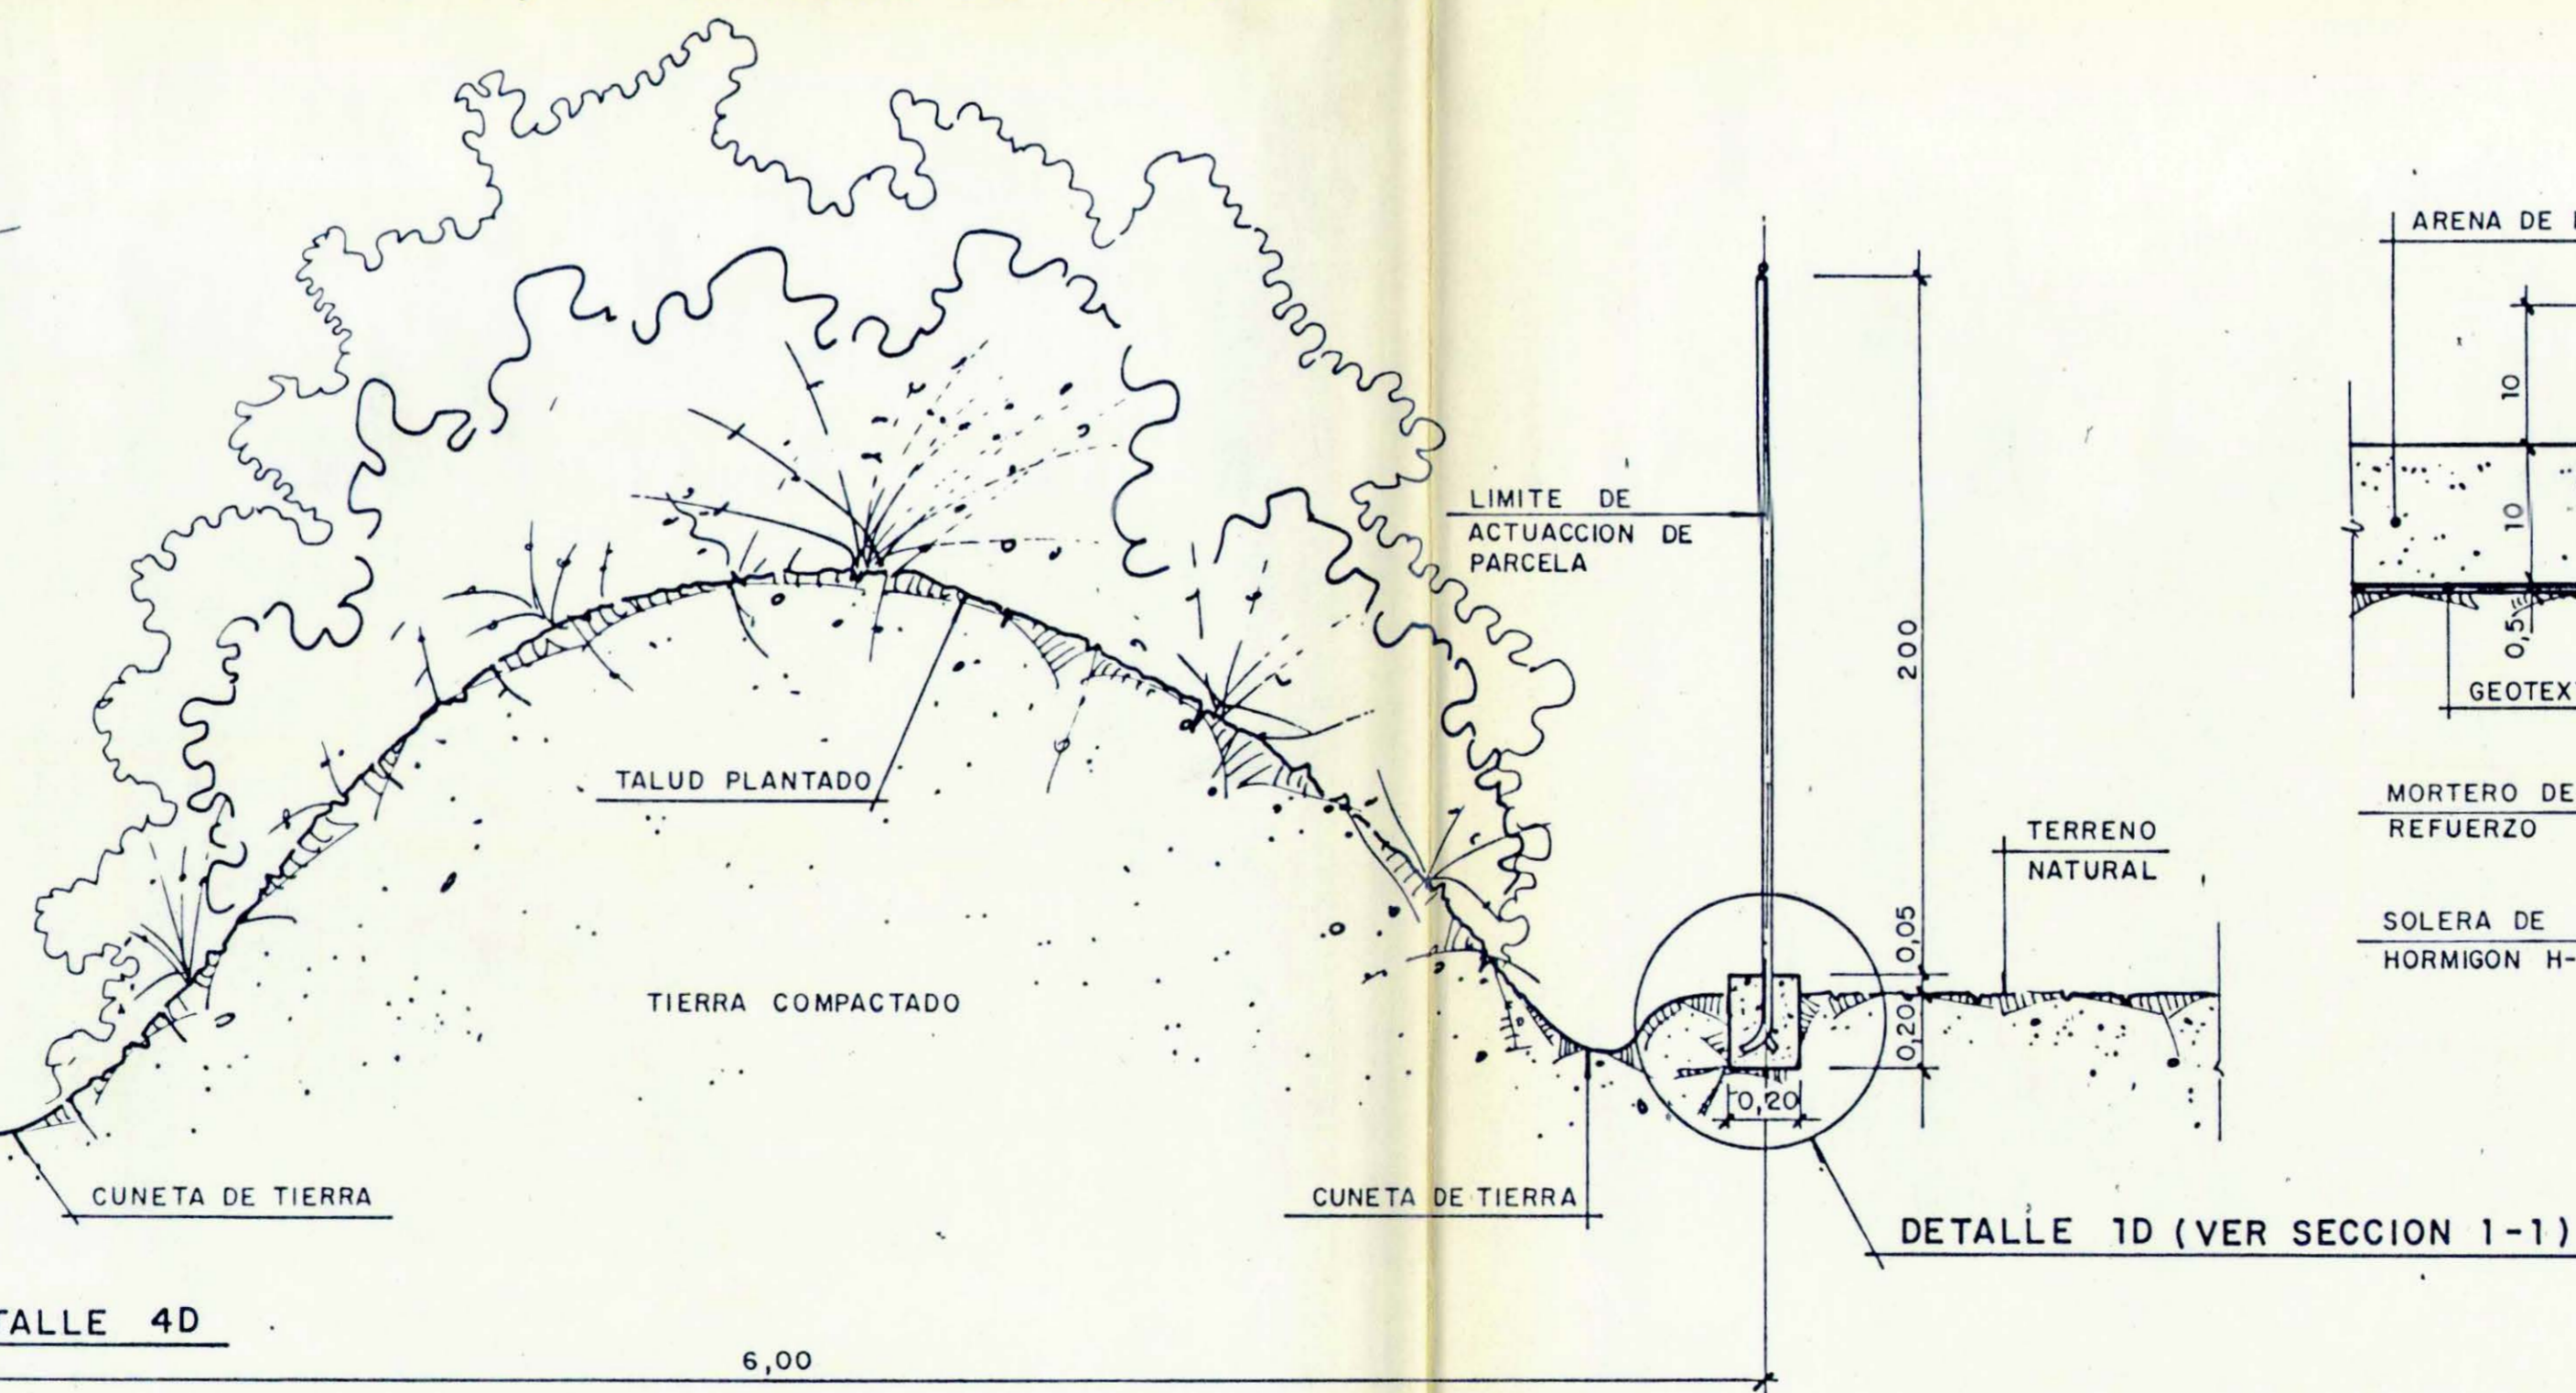 LIMITE DE
ACTUACCION DE
PARCELA
TALUD PLANTADO
TIERRA COMPACTADO
CUNETA DE TIERRA
CUNETA DE TIERRA
200
0,05
0,20
0,20
TERRENO
NATURAL
DETALLE 1D (VER SECCION 1-1)
TALLE 4D
6,00
ARENA DE
10
10
0,5
GEOTEX
MORTERO DE
REFUERZO
SOLERA DE
HORMIGON H-